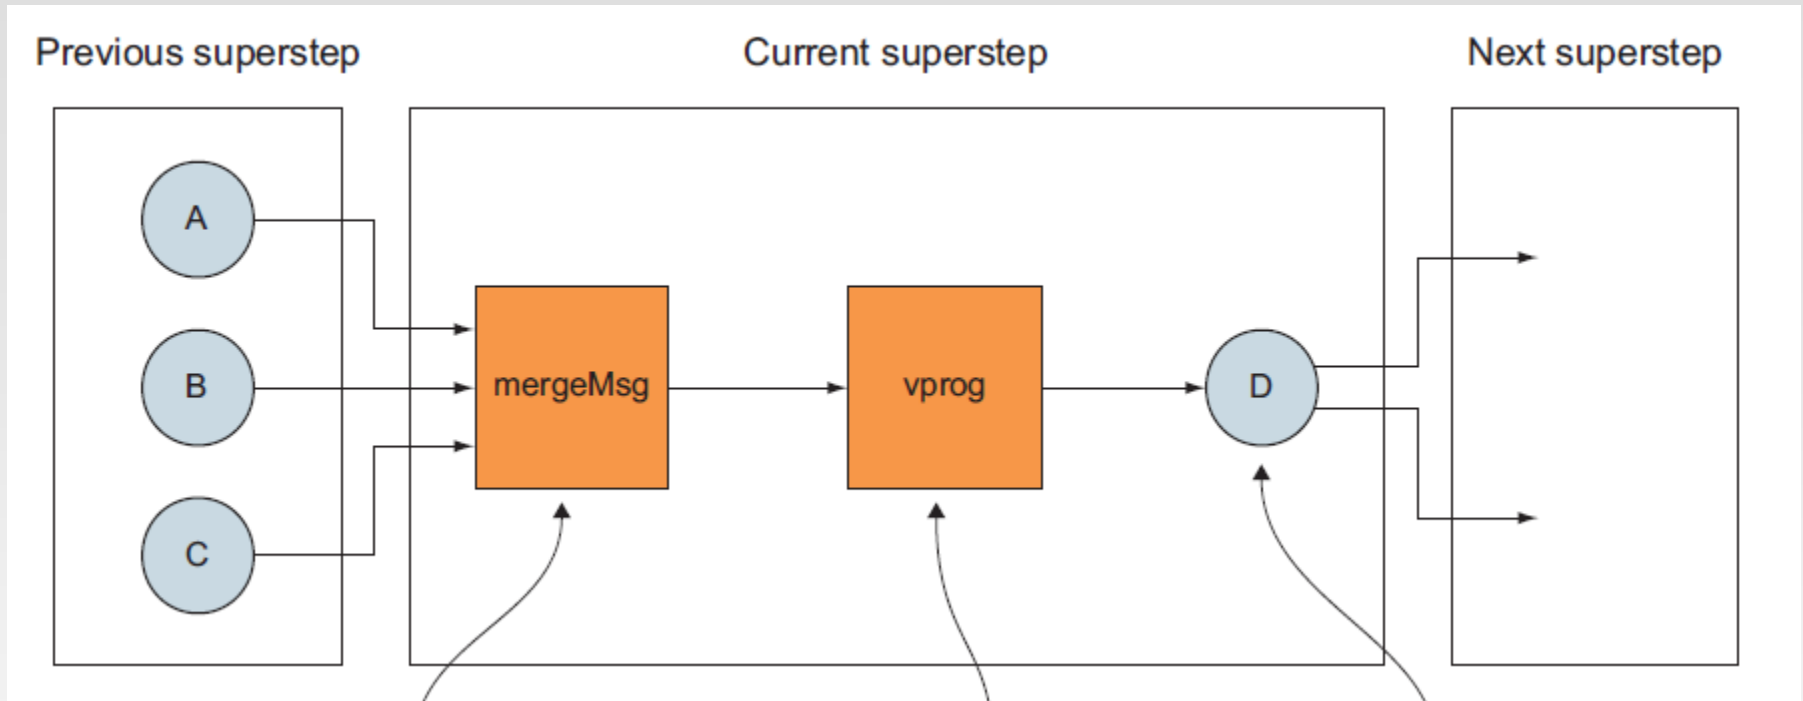 Previous superstep
Current superstep
Next superstep
A
B
C
mergeMsg
vprog
D